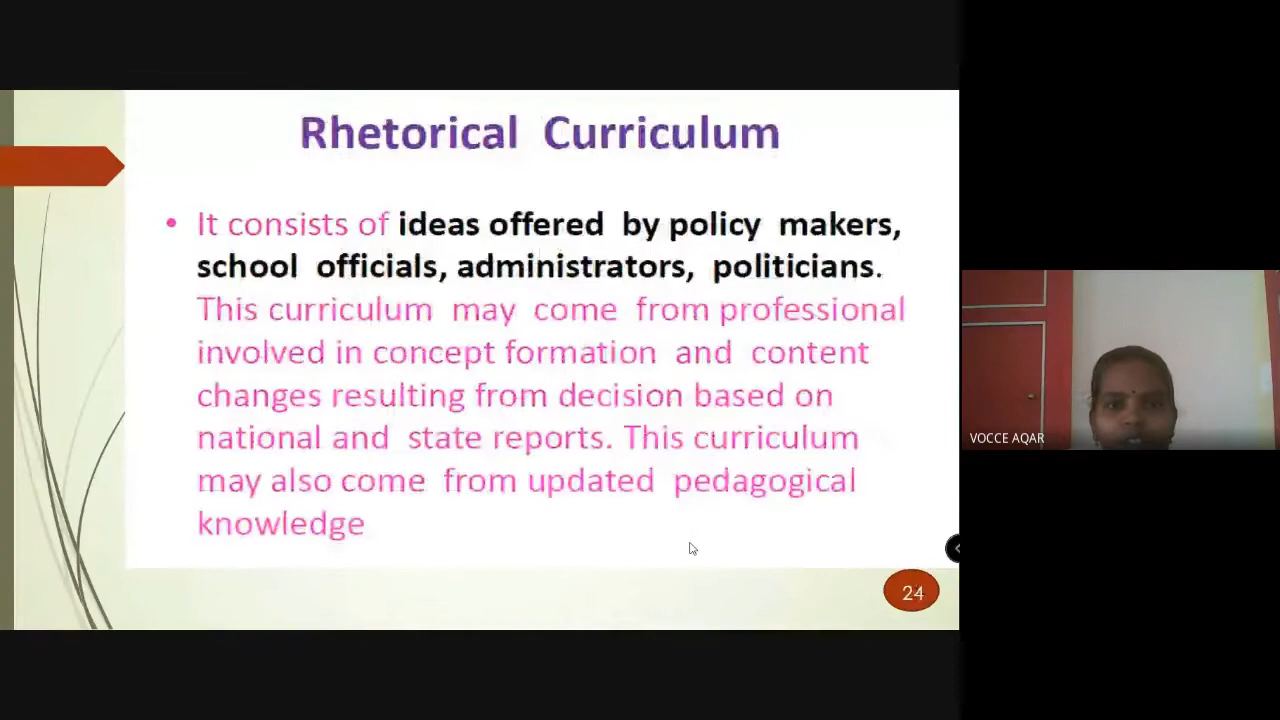 Rhetorical Curriculum
• It consists of ideas offered by policy makers,
school officials, administrators, politicians.
This curriculum may come from professional
involved in concept formation and content
changes resulting from decision based on
national and state reports. This curriculum
may also come from updated pedagogical
knowledge
VOCCE AQAR
24